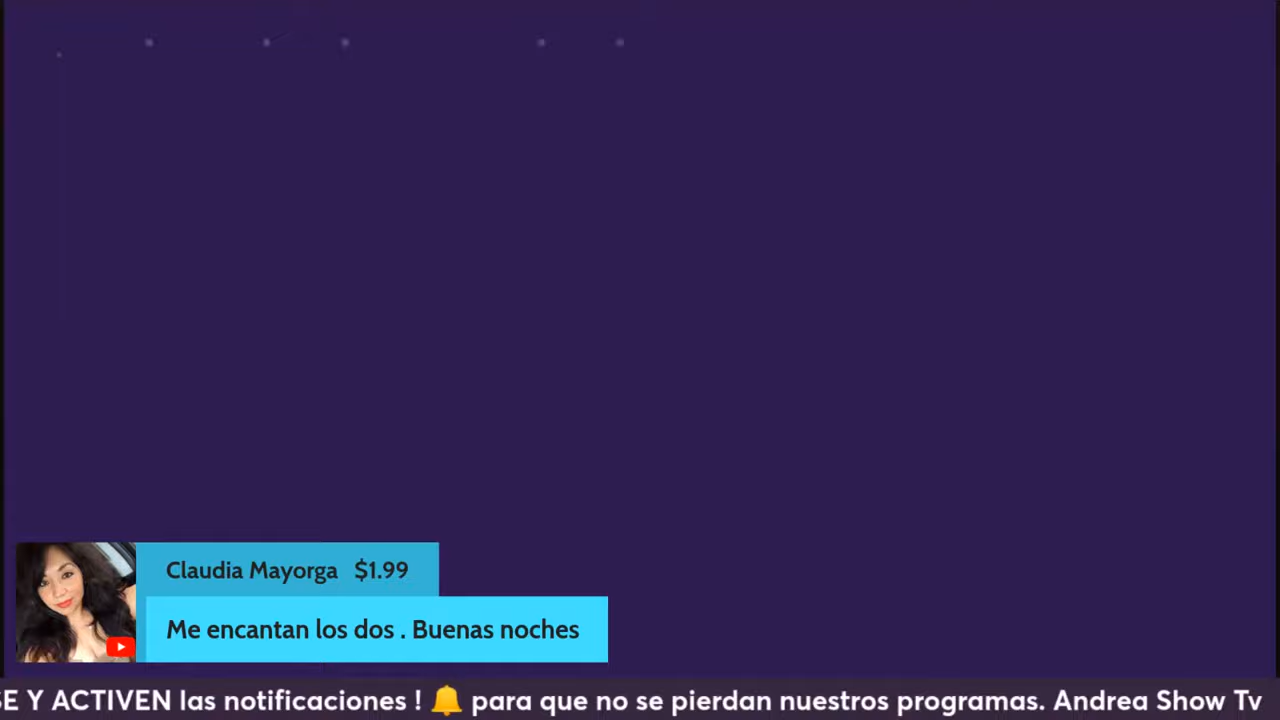 Claudia Mayorga $1.99
Me encantan los dos . Buenas noches
SE Y ACTIVEN las notificaciones ! 🔔 para que no se pierdan nuestros programas. Andrea Show Tv